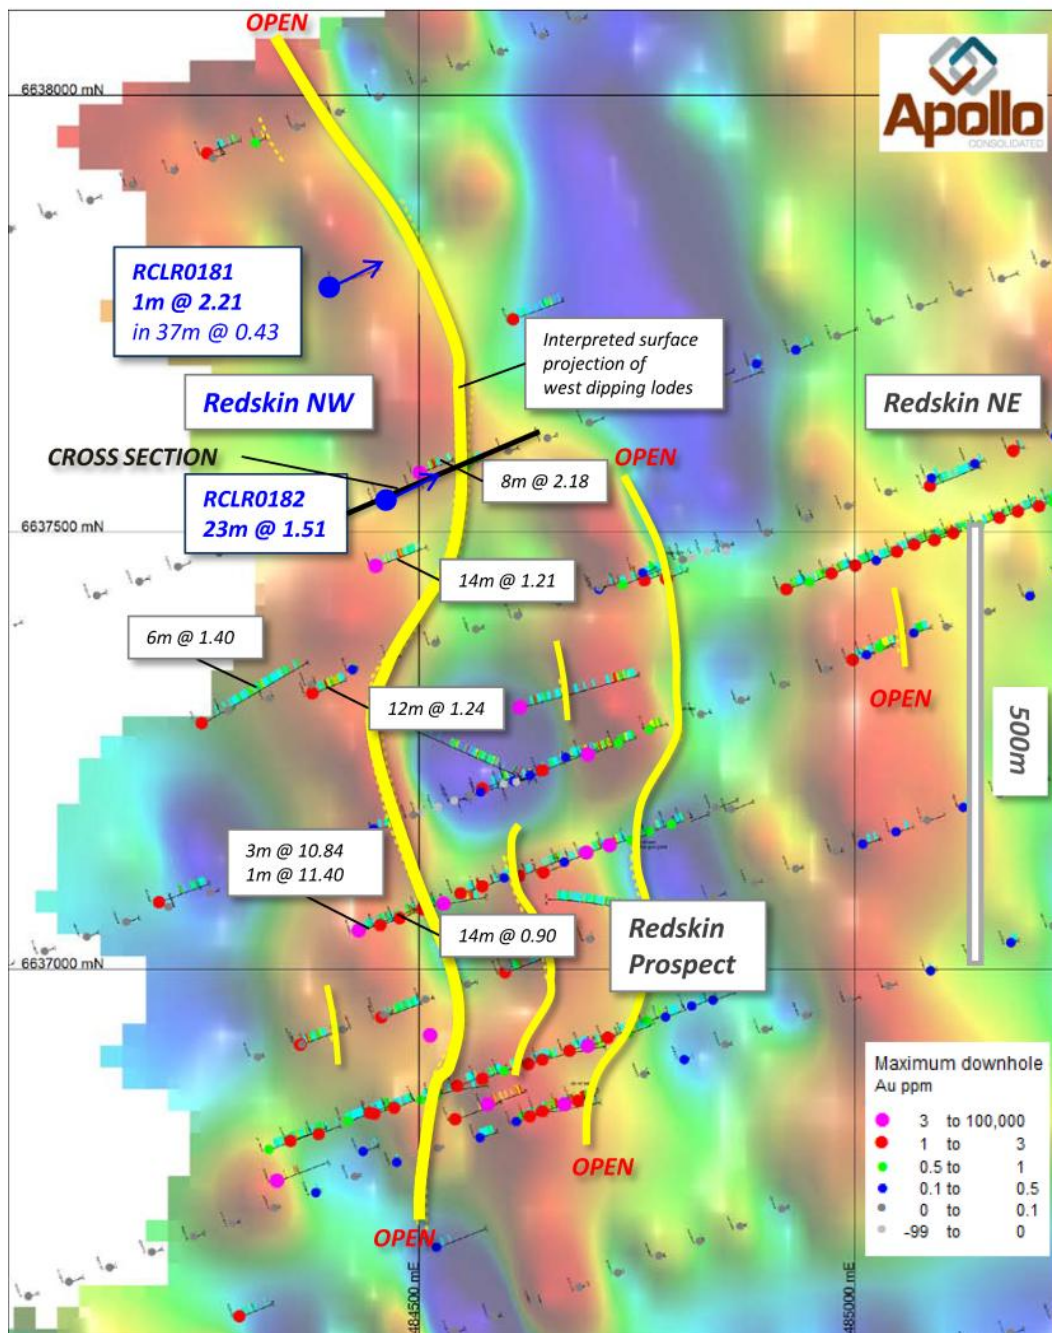 OPEN
6638000 mN
Apollo
CONSOLIDATED
RCLR0181
1m @ 2.21
in 37m @ 0.43
Interpreted surface
projection of
west dipping lodes
Redskin NW
Redskin NE
CROSS SECTION
OPEN
8m @ 2.18
RCLR0182
23m @ 1.51
6637500 mN
14m @ 1.21
6m @ 1.40
12m @ 1.24
OPEN
500m
3m @ 10.84
1m @ 11.40
14m @ 0.90
Redskin
Prospect
6637000 mN
Maximum downhole
Au ppm
3 to 100,000
1 to 3
0.5 to 1
0.1 to 0.5
0 to 0.1
-99 to 0
OPEN
OPEN
484500 mE
485000 mE